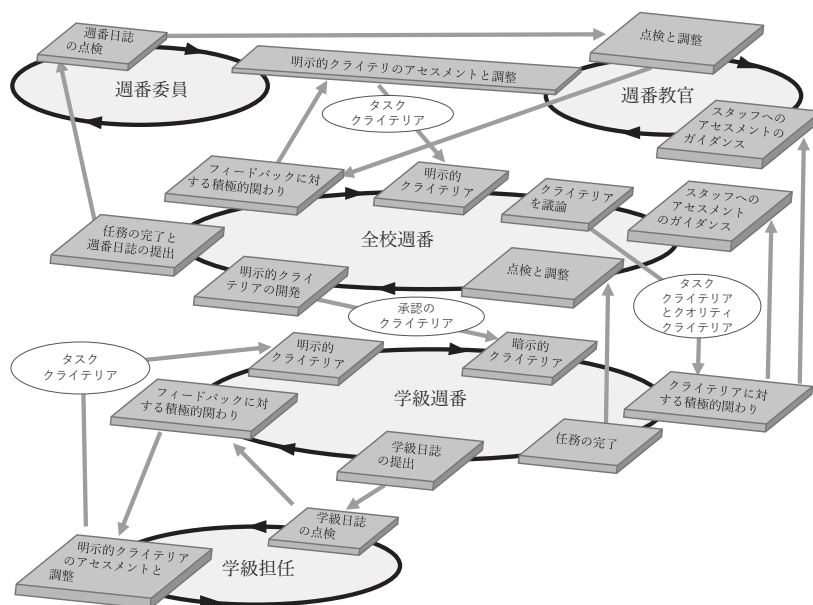 週番日誌
の点検
点検と調整
明示的クライテリのアセスメントと調整
週番委員
週番教官
タスク
クライテリア
スタッフへの
アセスメントの
ガイダンス
フィードバックに対
する積極的関わり
明示的
クライテリア
クライテリア
を議論
スタッフへの
アセスメント
のガイダンス
任務の完了と
週番日誌の提出
全校週番
明示的クライ
テリアの開発
点検と調整
承認の
クライテリア
タスク
クライテリア
とクオリティ
クライテリア
タスク
クライテリア
明示的
クライテリア
暗示的
クライテリア
フィードバックに対
する積極的関わり
学級週番
クライテリアに対
する積極的関わり
学級日誌
の提出
任務の完了
学級日誌
の点検
明示的クライテリア
のアセスメントと
調整
学級担任